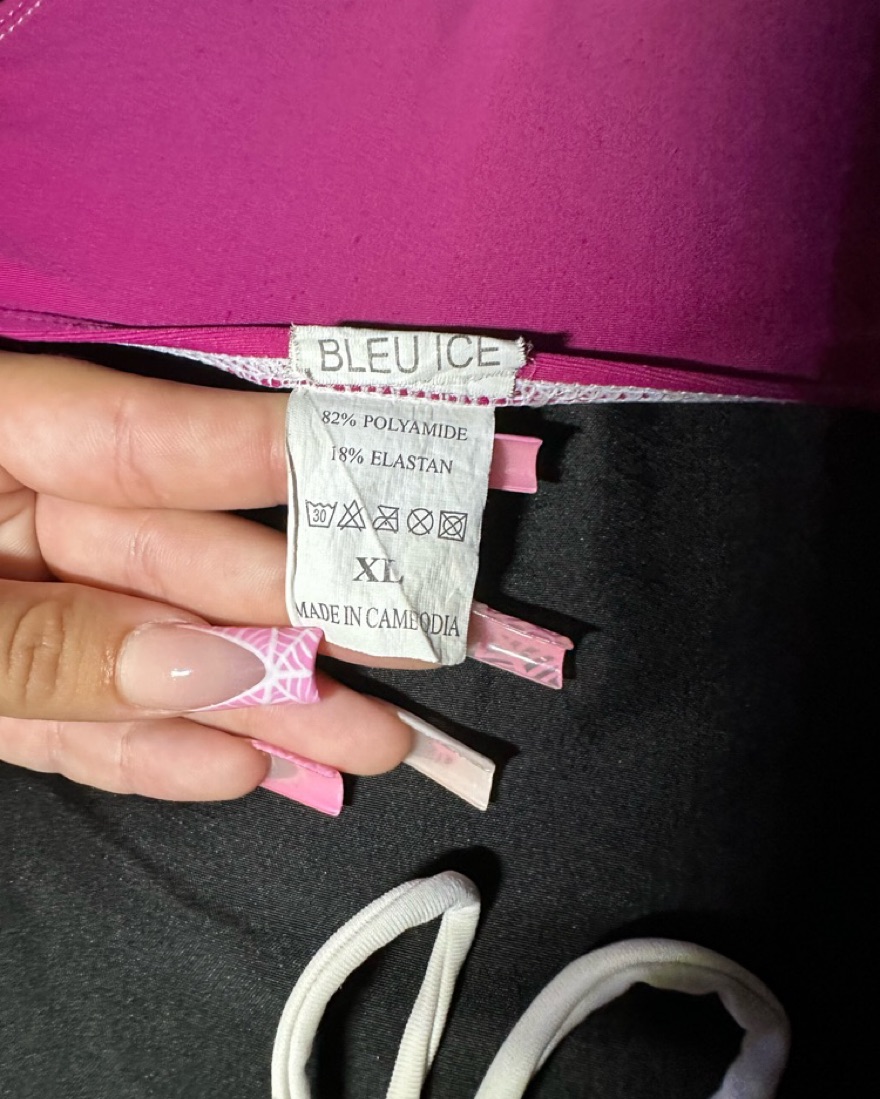 BLEU ICE
82% POLYAMIDE
18% ELASTAN
30
XL
MADE IN CAMBODIA